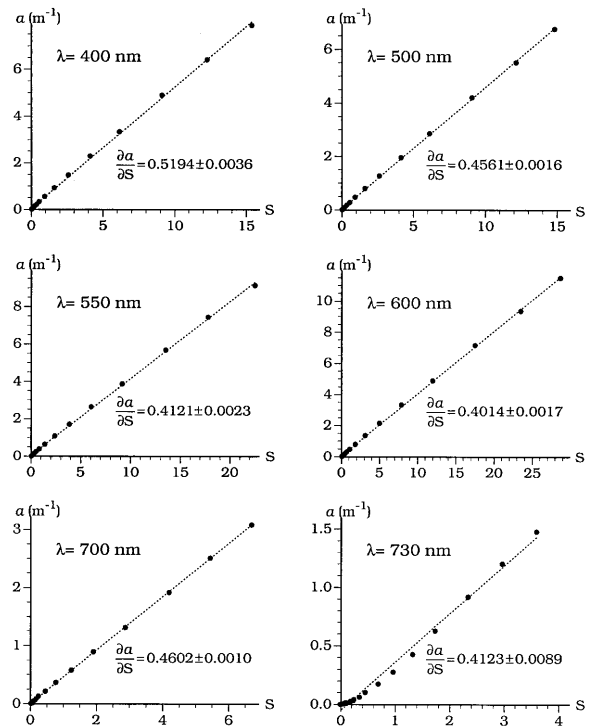 a (m⁻¹)
λ= 400 nm
∂a/∂S =0.5194±0.0036
6
4
2
0
0 5 10 15 S
a (m⁻¹)
λ= 500 nm
∂a/∂S =0.4561±0.0016
6
4
2
0
0 5 10 15 S
a (m⁻¹)
λ= 550 nm
∂a/∂S =0.4121±0.0023
8
6
4
2
0
0 5 10 15 20 S
a (m⁻¹)
λ= 600 nm
∂a/∂S =0.4014±0.0017
10
8
6
4
2
0
0 5 10 15 20 25 S
a (m⁻¹)
λ= 700 nm
∂a/∂S =0.4602±0.0010
3
2
1
0
0 2 4 6 S
a (m⁻¹)
λ= 730 nm
∂a/∂S =0.4123±0.0089
1.5
1.0
0.5
0.0
0 1 2 3 4 S